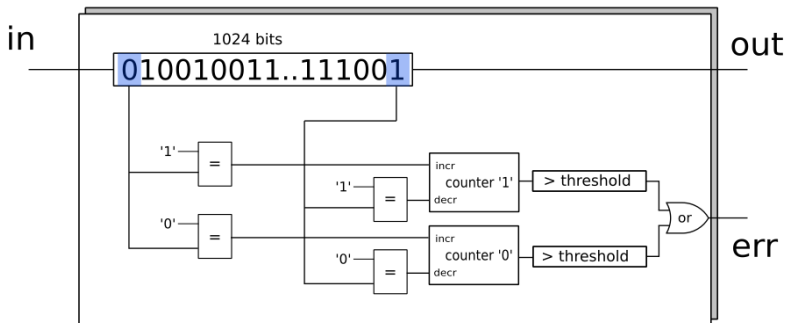 1024 bits
in
out
010010011..111001
'1'
=
incr
counter '1'
decr
> threshold
'1'
=
'0'
=
or
incr
counter '0'
decr
> threshold
err
'0'
=